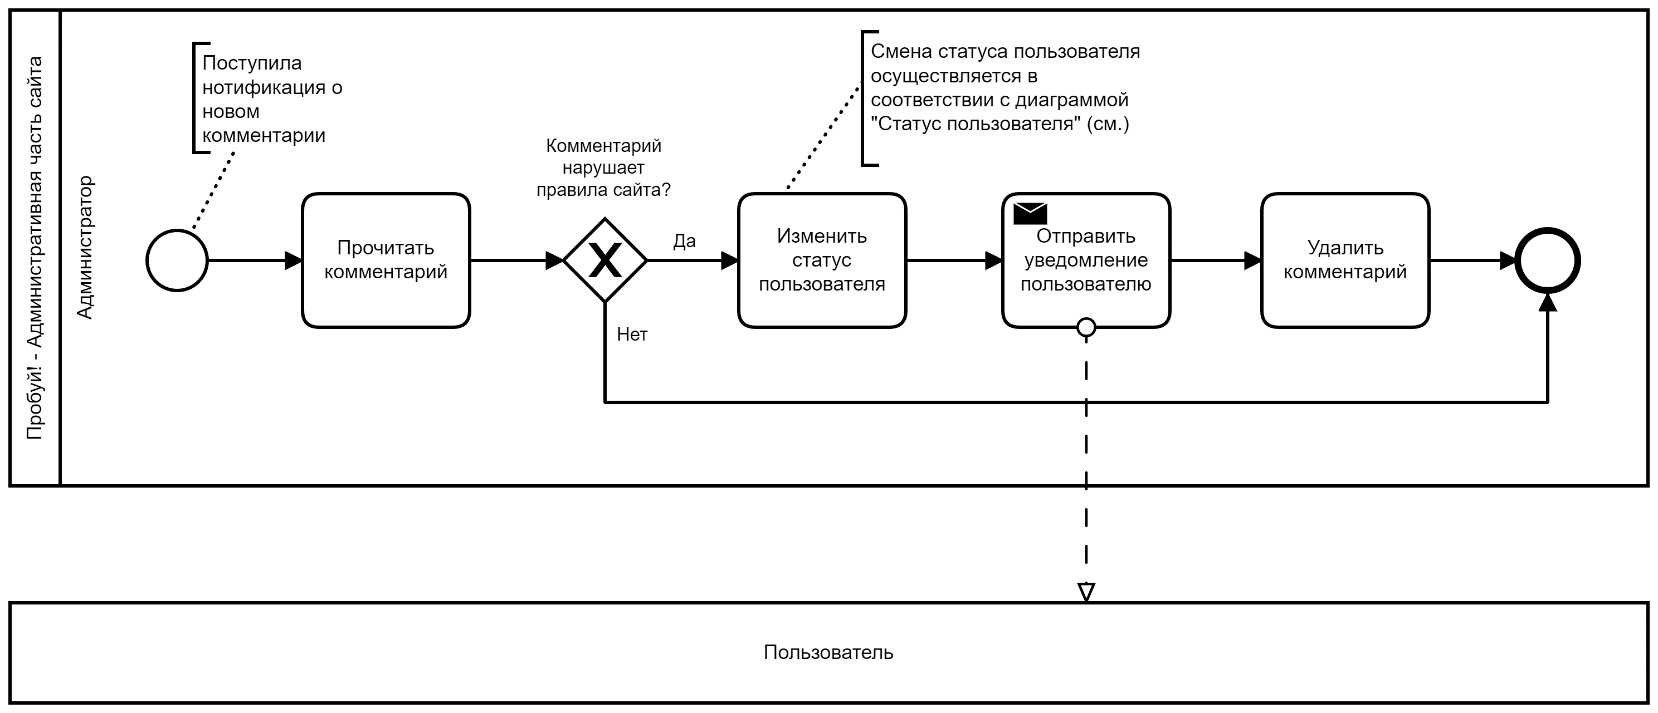 Пробуй! - Административная часть сайта
Администратор
Поступила
нотификация о
новом
комментарии
Прочитать
комментарий
Комментарий
нарушает
правила сайта?
Да
Нет
Смена статуса пользователя
осуществляется в
соответствии с диаграммой
"Статус пользователя" (см.)
Изменить
статус
пользователя
Отправить
уведомление
пользователю
Удалить
комментарий
Пользователь